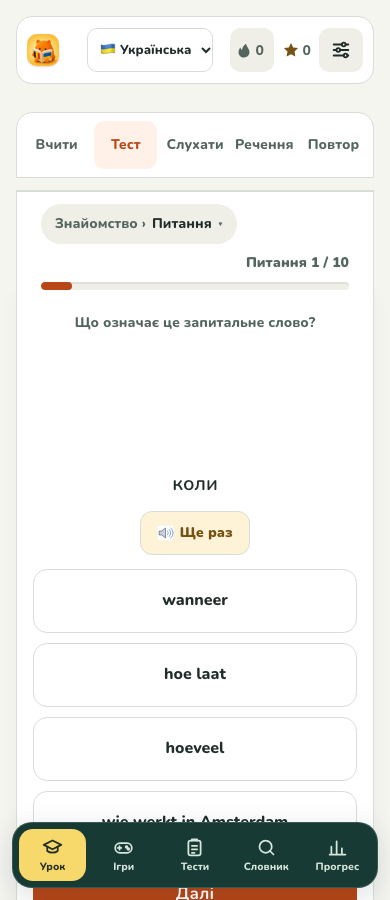 Українська
0
0
Вчити
Тест
Слухати
Речення
Повтор
Знайомство › Питання
Питання 1 / 10
Що означає це запитальне слово?
коли
Ще раз
wanneer
hoe laat
hoeveel
wie werkt in Amsterdam
Далі
Урок
Ігри
Тести
Словник
Прогрес